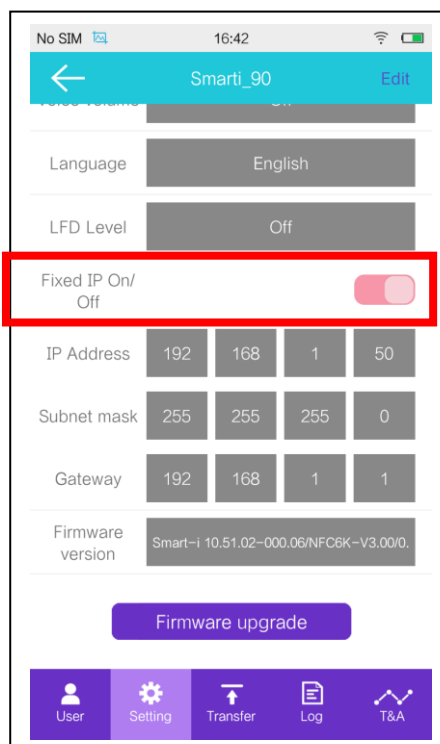 No SIM 16:42
Smarti_90 Edit
Language English
LFD Level Off
Fixed IP On/
Off
IP Address 192 168 1 50
Subnet mask 255 255 255 0
Gateway 192 168 1 1
Firmware
version
Smart-i 10.51.02-000.06/NFC6K-V3.00/0.
Firmware upgrade
User Setting Transfer Log T&A